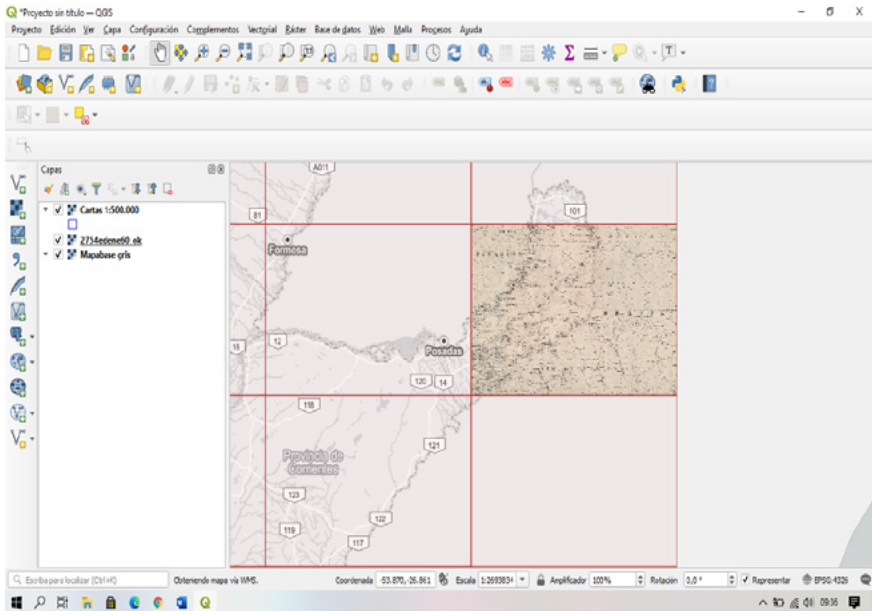 *Proyecto sin título — QGIS
Proyecto Edición Ver Capa Configuración Complementos Vectorial Ráster Base de datos Web Malla Procesos Ayuda
Capas
Cartas 1:500.000
2754edenet60_ok
Mapabase gris
A011
81
101
Formosa
16
12
Posadas
120
14
118
Provincia de
Corrientes
121
123
122
119
117
Escriba para localizar (Ctrl+K)
Obteniendo mapa vía WMS.
Coordenada -53.870,-26.861
Escala 1:2693834
Amplificador 100%
Rotación 0,0 °
Representar
EPSG:4326
09:36